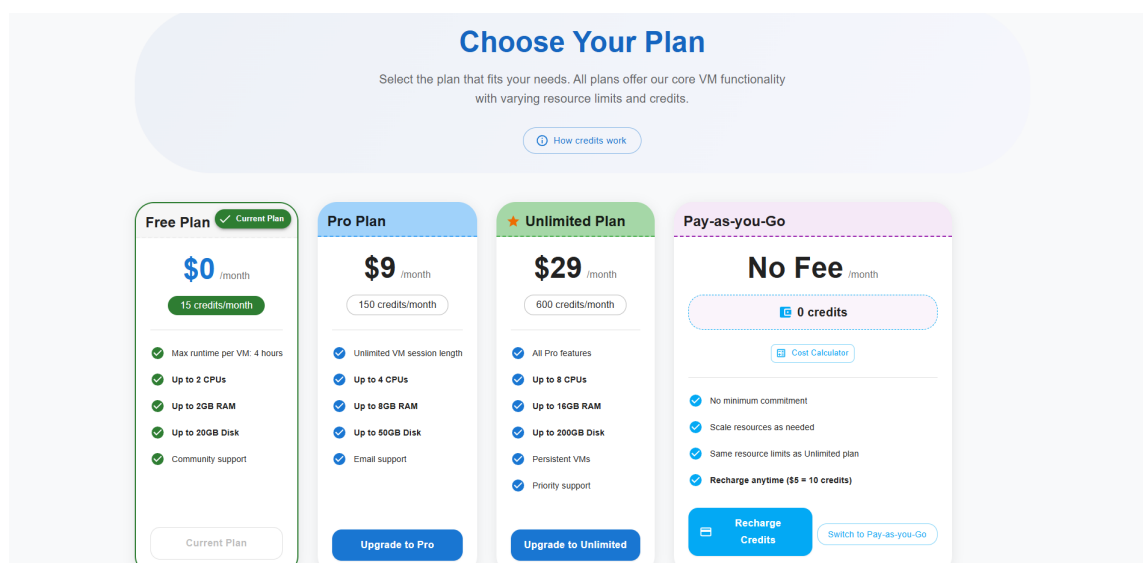 Choose Your Plan
Select the plan that fits your needs. All plans offer our core VM functionality
with varying resource limits and credits.
How credits work
Free Plan
Current Plan
$0 /month
15 credits/month
Max runtime per VM: 4 hours
Up to 2 CPUs
Up to 2GB RAM
Up to 20GB Disk
Community support
Current Plan
Pro Plan
$9 /month
150 credits/month
Unlimited VM session length
Up to 4 CPUs
Up to 8GB RAM
Up to 50GB Disk
Email support
Upgrade to Pro
Unlimited Plan
$29 /month
600 credits/month
All Pro features
Up to 8 CPUs
Up to 16GB RAM
Up to 200GB Disk
Persistent VMs
Priority support
Upgrade to Unlimited
Pay-as-you-Go
No Fee /month
0 credits
Cost Calculator
No minimum commitment
Scale resources as needed
Same resource limits as Unlimited plan
Recharge anytime ($5 = 10 credits)
Recharge
Credits
Switch to Pay-as-you-Go